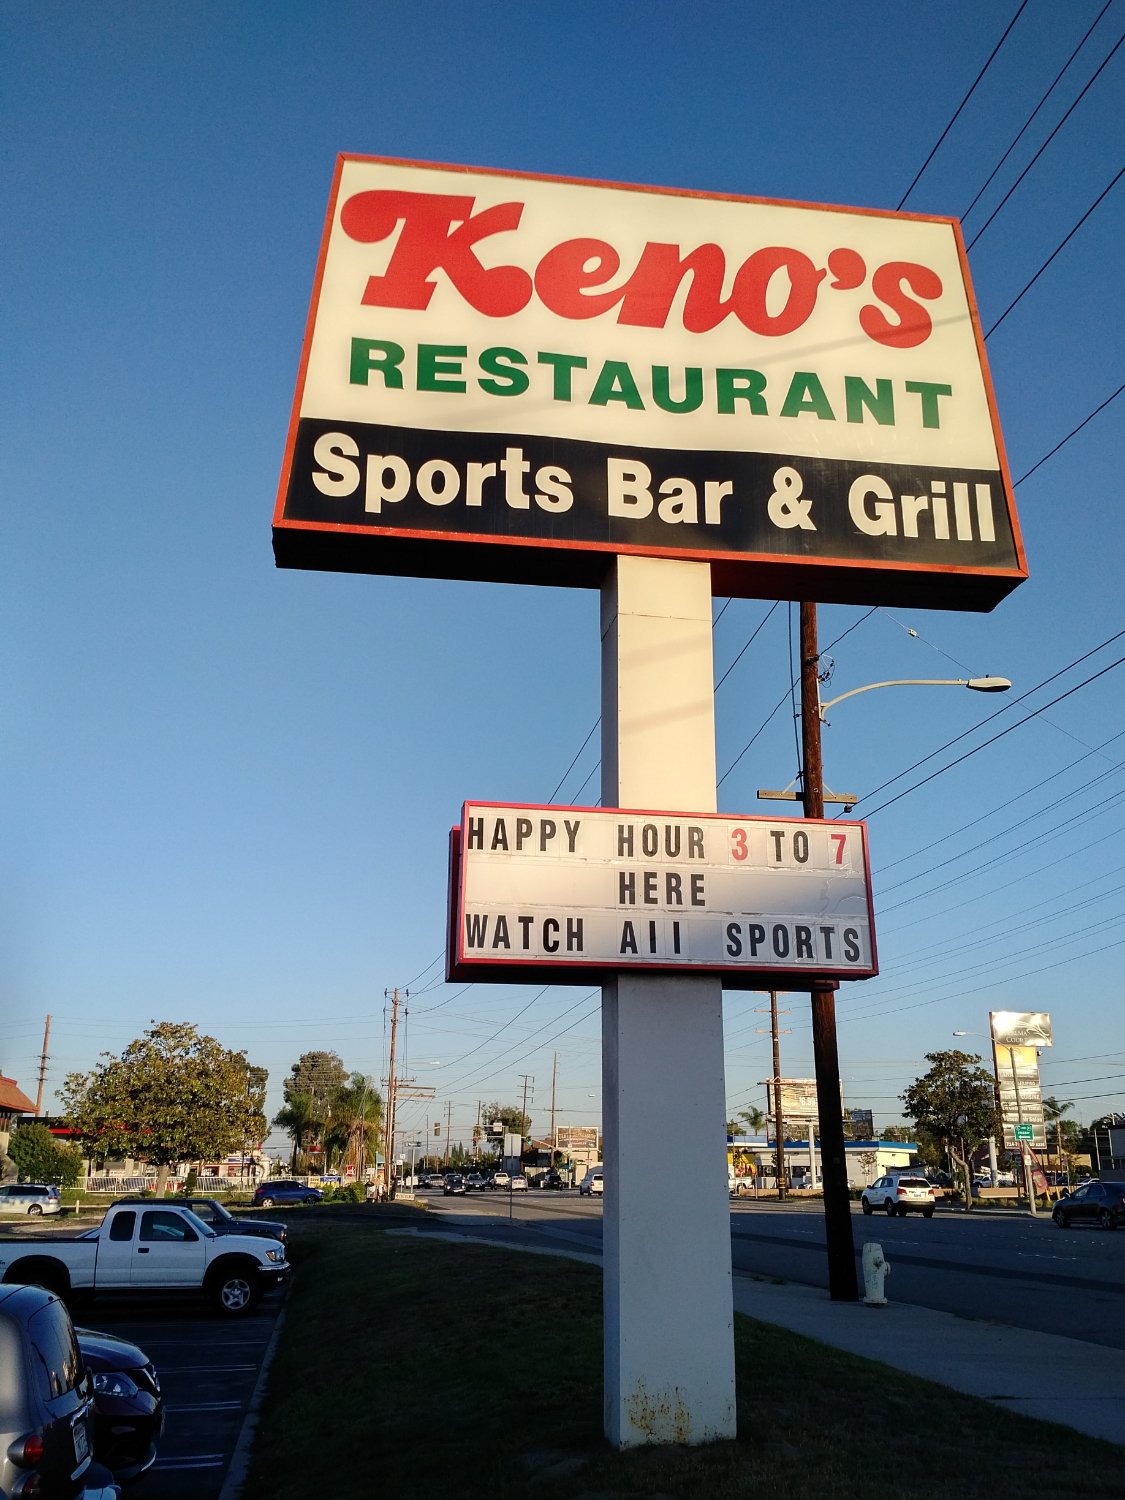 Keno's
RESTAURANT
Sports Bar & Grill
HAPPY HOUR 3 TO 7
HERE
WATCH AII SPORTS